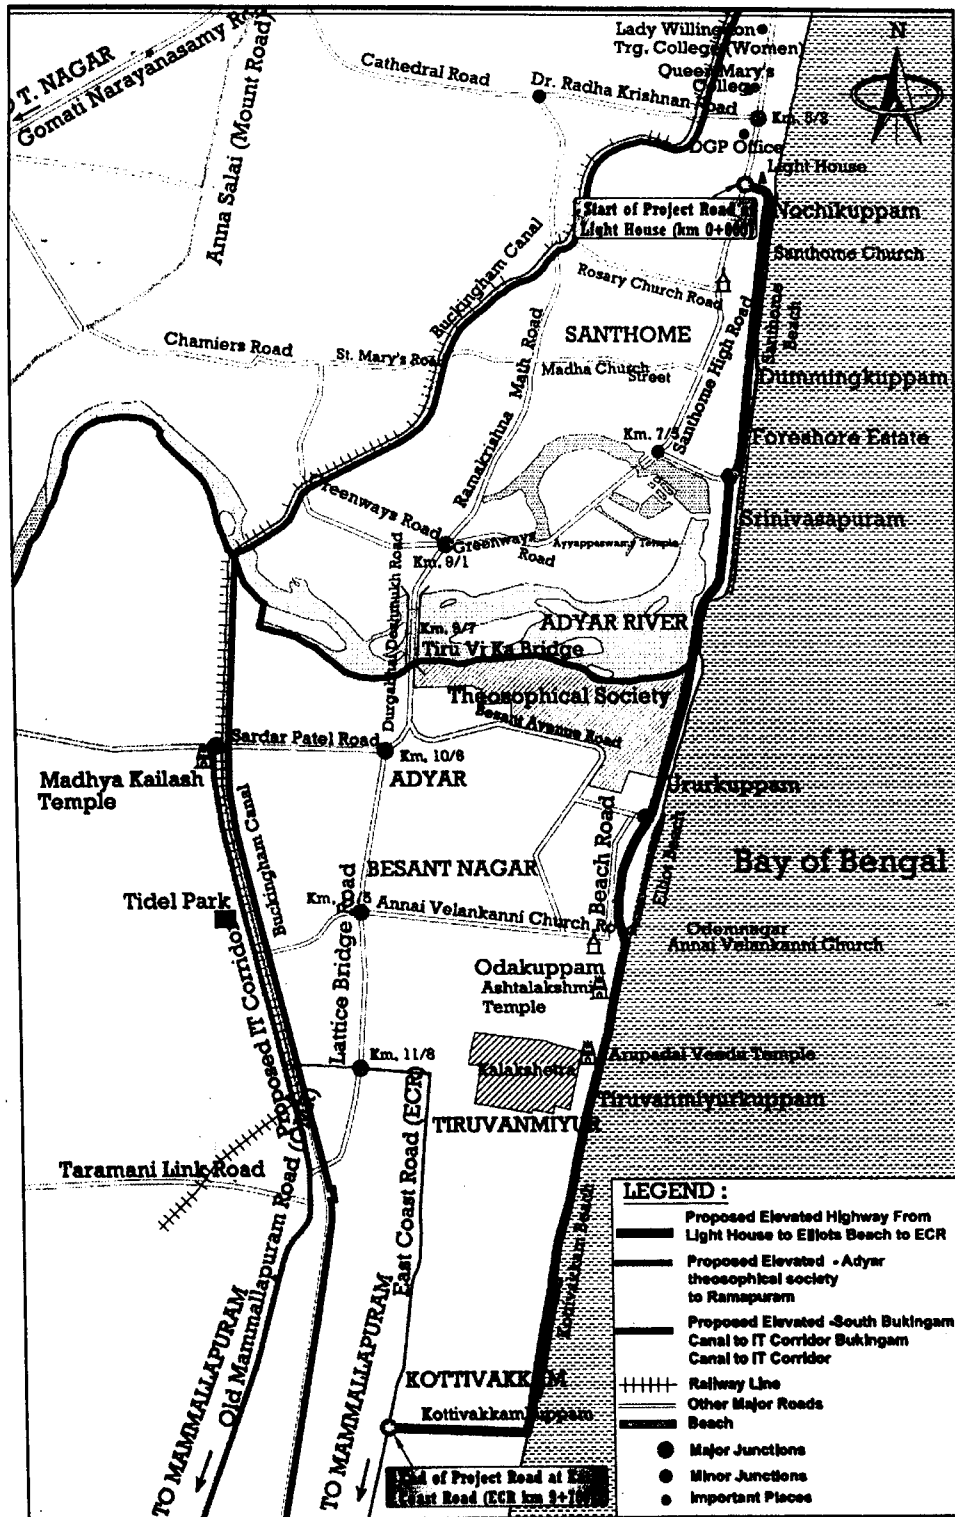 Lady Willington
Trg. College (Women)
Queen Mary's
College
N
T. NAGAR
Gomati Narayanasamy
Anna Salai (Mount Road)
Cathedral Road
Dr. Radha Krishnan Road
DGP Office
Light House
Start of Project Road at
Light House (km 0+000)
Nochikuppam
Santhome Church
Buckingham Canal
Rosary Church Road
SANTHOME
Santhome
Beach
Chamiers Road
St. Mary's Road
Ramakrishna Math Road
Madha Church
Street
Santhome High Road
Dummingkuppam
Km. 7/5
Foreshore Estate
Greenways Road
Srinivasapuram
Greenways
Road
Ayyappaswamy Temple
Km. 9/1
Durgabhai Deshmukh Road
Km. 9/7
ADYAR RIVER
Tiru Vi Ka Bridge
Theosophical Society
Besant Avenue Road
Sardar Patel Road
Km. 10/6
Madhya Kailash
Temple
ADYAR
Ururkuppam
Buckingham Canal
Beach Road
Elliot Beach
Bay of Bengal
BESANT NAGAR
Tidel Park
Annai Velankanni Church
Odemnagar
Annai Velankanni Church
Proposed IT Corridor
Lattice Bridge Road
Odakuppam
Ashtalakshmi
Temple
Km. 11/8
Kalakshetra
Arupadai Veedu Temple
Tiruvanmiyurkuppam
TIRUVANMIYUR
East Coast Road (ECR)
Taramani Link Road
Old Mammallapuram Road
Kottivakkam Beach
TO MAMMALLAPURAM
TO MAMMALLAPURAM
KOTTIVAKKAM
Kottivakkam kuppam
End of Project Road at
Coast Road
LEGEND :
Proposed Elevated Highway From
Light House to Elliots Beach to ECR
Proposed Elevated - Adyar
theosophical society
to Ramapuram
Proposed Elevated -South Bukingam
Canal to IT Corridor Bukingam
Canal to IT Corridor
Railway Line
Other Major Roads
Beach
Major Junctions
Minor Junctions
Important Places